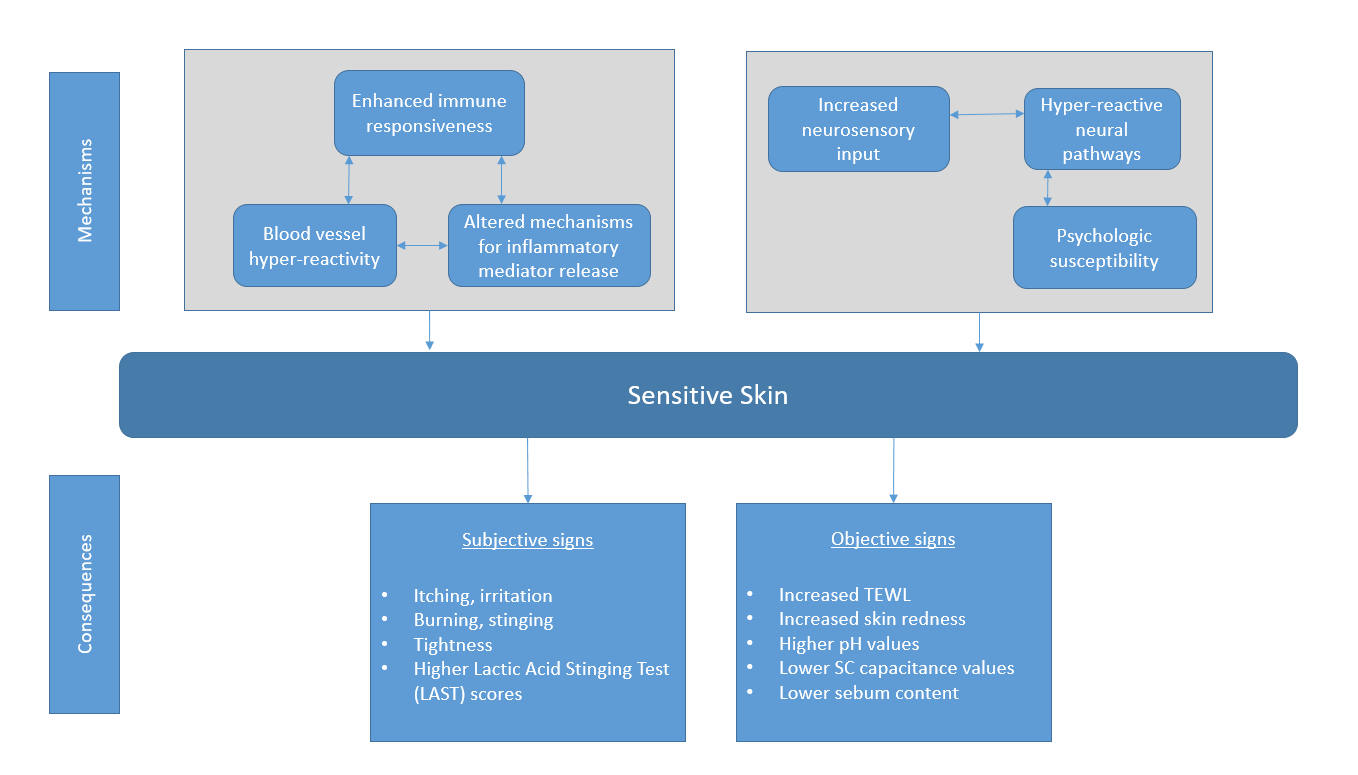 Mechanisms
Enhanced immune
responsiveness
Blood vessel
hyper-reactivity
Altered mechanisms
for inflammatory
mediator release
Increased
neurosensory
input
Hyper-reactive
neural
pathways
Psychologic
susceptibility
Sensitive Skin
Consequences
Subjective signs
• Itching, irritation
• Burning, stinging
• Tightness
• Higher Lactic Acid Stinging Test
(LAST) scores
Objective signs
• Increased TEWL
• Increased skin redness
• Higher pH values
• Lower SC capacitance values
• Lower sebum content